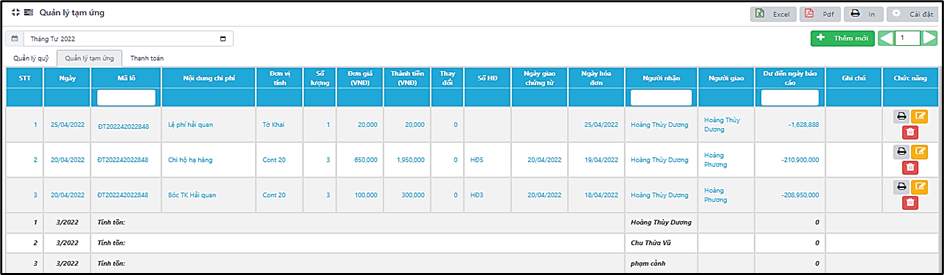 Quản lý tạm ứng Excel Pdf In Cài đặt
Tháng Tư 2022 Thêm mới 1
Quản lý quỹ Quản lý tạm ứng Thanh toán
STT Ngày Mã lô Nội dung chi phí Đơn vị tính Số lượng Đơn giá (VNĐ) Thành tiền (VNĐ) Thay đổi Số HĐ Ngày giao chứng từ Ngày hóa đơn Người nhận Người giao Dư đến ngày báo cáo Ghi chú Chức năng
1 25/04/2022 ĐT202242022848 Lệ phí hải quan Tờ Khai 1 20,000 20,000 0 25/04/2022 Hoàng Thùy Dương Hoàng Thùy Dương -1,628,888
2 20/04/2022 ĐT202242022848 Chi hộ hạ hàng Cont 20 3 650,000 1,950,000 0 HĐ5 20/04/2022 19/04/2022 Hoàng Thùy Dương Hoàng Phương -210,900,000
3 20/04/2022 ĐT202242022848 Bóc TK Hải quan Cont 20 3 100,000 300,000 0 HĐ3 20/04/2022 18/04/2022 Hoàng Thùy Dương Hoàng Phương -208,950,000
1 3/2022 Tính tồn: Hoàng Thùy Dương 0
2 3/2022 Tính tồn: Chu Thừa Vũ 0
3 3/2022 Tính tồn: phạm cảnh 0